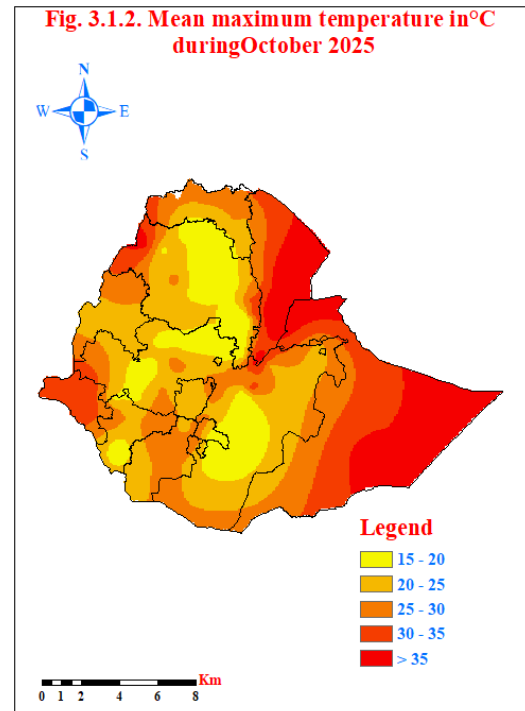 Fig. 3.1.2. Mean maximum temperature in°C
duringOctober 2025
N
W E
S
Legend
15 - 20
20 - 25
25 - 30
30 - 35
> 35
Km
0 1 2 4 6 8